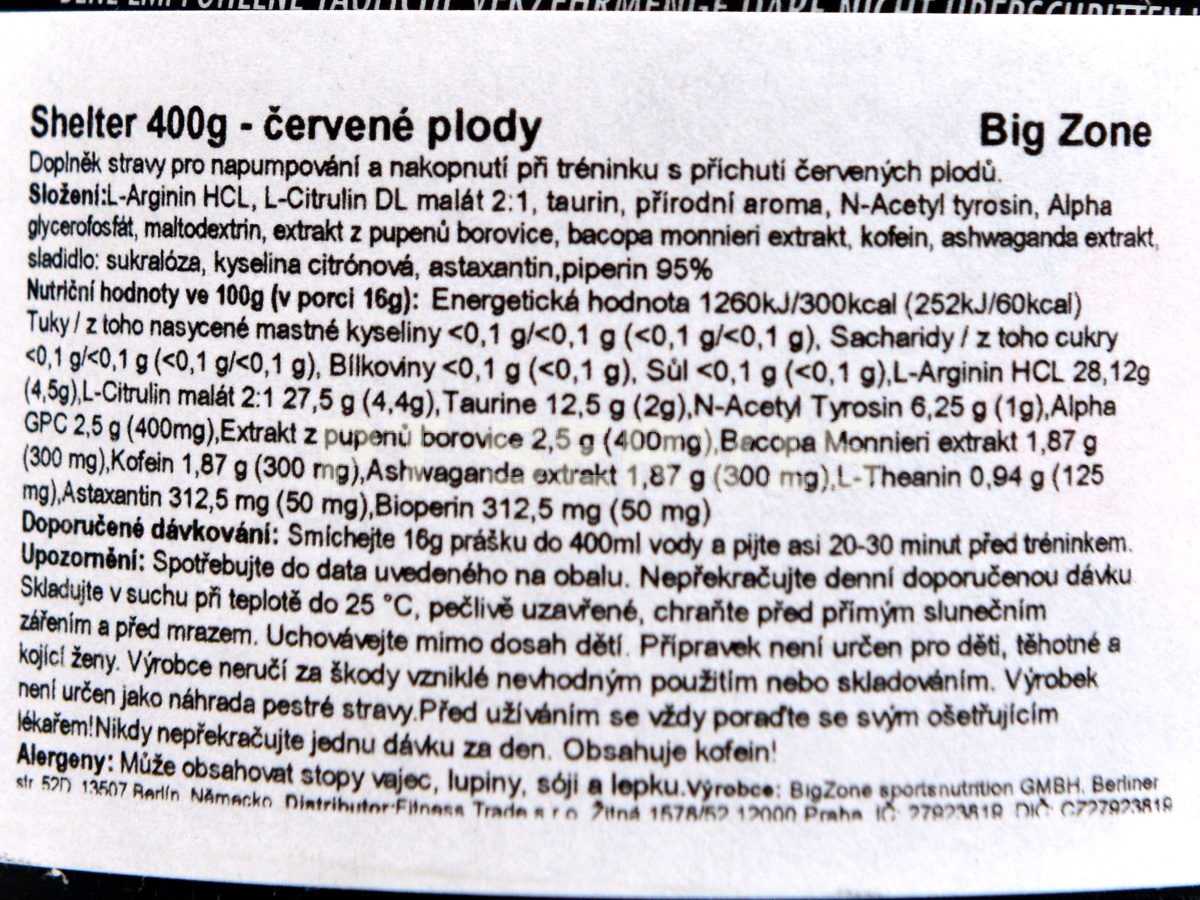 VERZEHRMENGE DARF NICHT ÜBERSCHRITTEN
Shelter 400g - červené plody Big Zone
Doplněk stravy pro napumpování a nakopnutí při tréninku s příchutí červených plodů.
Složení:L-Arginin HCL, L-Citrulin DL malát 2:1, taurin, přírodní aroma, N-Acetyl tyrosin, Alpha
glycerofosfát, maltodextrin, extrakt z pupenů borovice, bacopa monnieri extrakt, kofein, ashwaganda extrakt,
sladidlo: sukralóza, kyselina citrónová, astaxantin,piperin 95%
Nutriční hodnoty ve 100g (v porci 16g): Energetická hodnota 1260kJ/300kcal (252kJ/60kcal)
Tuky / z toho nasycené mastné kyseliny <0,1 g/<0,1 g (<0,1 g/<0,1 g), Sacharidy / z toho cukry
<0,1 g/<0,1 g (<0,1 g/<0,1 g), Bílkoviny <0,1 g (<0,1 g), Sůl <0,1 g (<0,1 g),L-Arginin HCL 28,12g
(4,5g),L-Citrulin malát 2:1 27,5 g (4,4g),Taurine 12,5 g (2g),N-Acetyl Tyrosin 6,25 g (1g),Alpha
GPC 2,5 g (400mg),Extrakt z pupenů borovice 2,5 g (400mg),Bacopa Monnieri extrakt 1,87 g
(300 mg),Kofein 1,87 g (300 mg),Ashwaganda extrakt 1,87 g (300 mg),L-Theanin 0,94 g (125
mg),Astaxantin 312,5 mg (50 mg),Bioperin 312,5 mg (50 mg)
Doporučené dávkování: Smíchejte 16g prášku do 400ml vody a pijte asi 20-30 minut před tréninkem.
Upozornění: Spotřebujte do data uvedeného na obalu. Nepřekračujte denní doporučenou dávku
Skladujte v suchu při teplotě do 25 °C, pečlivě uzavřené, chraňte před přímým slunečním
zářením a před mrazem. Uchovávejte mimo dosah dětí. Přípravek není určen pro děti, těhotné a
kojící ženy. Výrobce neručí za škody vzniklé nevhodným použitím nebo skladováním. Výrobek
není určen jako náhrada pestré stravy.Před užíváním se vždy poraďte se svým ošetřujícím
lékařem!Nikdy nepřekračujte jednu dávku za den. Obsahuje kofein!
Alergeny: Může obsahovat stopy vajec, lupiny, sóji a lepku.Výrobce: BigZone sportsnutrition GMBH, Berliner
str 52D, 13507 Berlín, Německo Distributor:Fitness Trade s r.o. Žitná 1578/52 12000 Praha IČ: 27923819 DIČ: CZ27923819